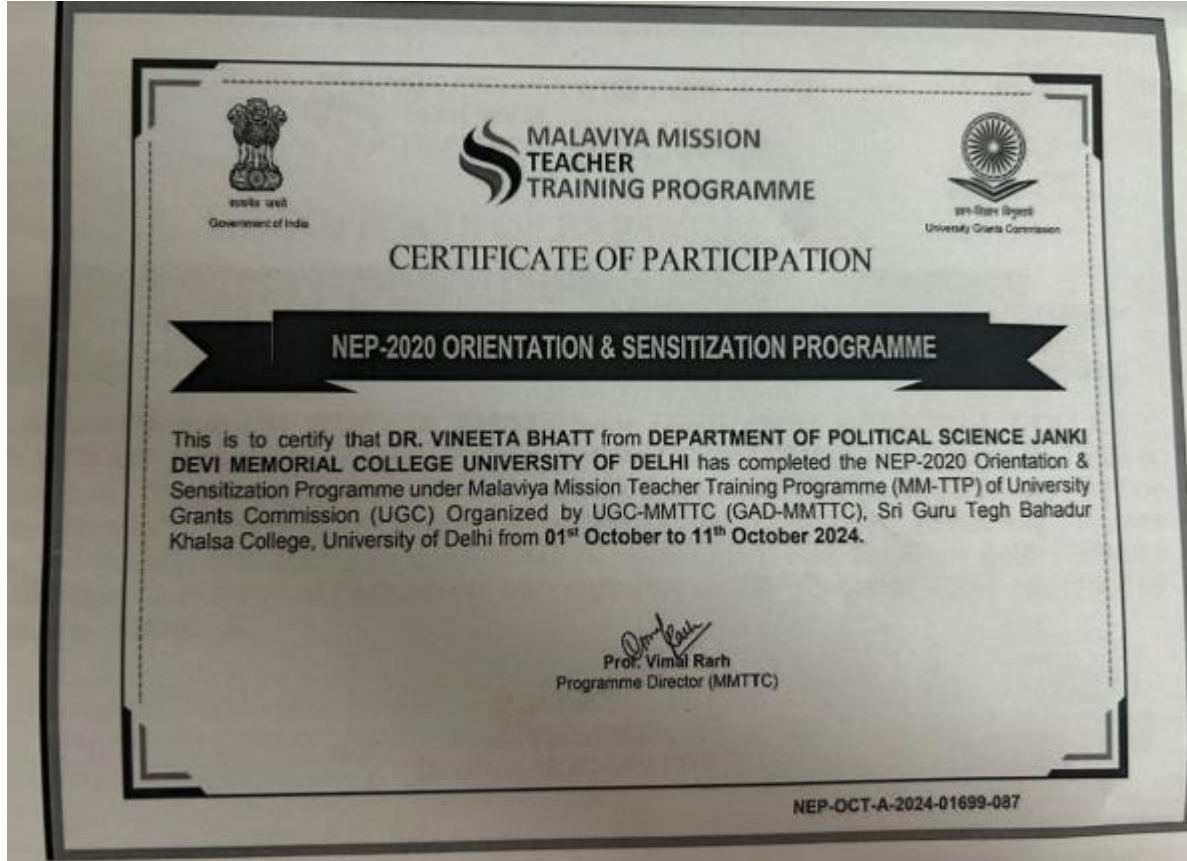 MALAVIYA MISSION
TEACHER
TRAINING PROGRAMME
सत्यमेव जयते
Government of India
ज्ञान-विज्ञान विमुक्तये
University Grants Commission
CERTIFICATE OF PARTICIPATION
NEP-2020 ORIENTATION & SENSITIZATION PROGRAMME
This is to certify that DR. VINEETA BHATT from DEPARTMENT OF POLITICAL SCIENCE JANKI
DEVI MEMORIAL COLLEGE UNIVERSITY OF DELHI has completed the NEP-2020 Orientation &
Sensitization Programme under Malaviya Mission Teacher Training Programme (MM-TTP) of University
Grants Commission (UGC) Organized by UGC-MMTTC (GAD-MMTTC), Sri Guru Tegh Bahadur
Khalsa College, University of Delhi from 01st October to 11th October 2024.
Prof. Vimal Rarh
Programme Director (MMTTC)
NEP-OCT-A-2024-01699-087